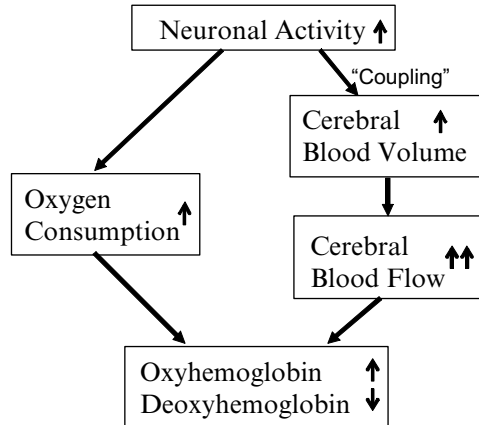 Neuronal Activity ↑
“Coupling”
Cerebral ↑
Blood Volume
Oxygen
Consumption ↑
Cerebral
Blood Flow ↑↑
Oxyhemoglobin ↑
Deoxyhemoglobin ↓